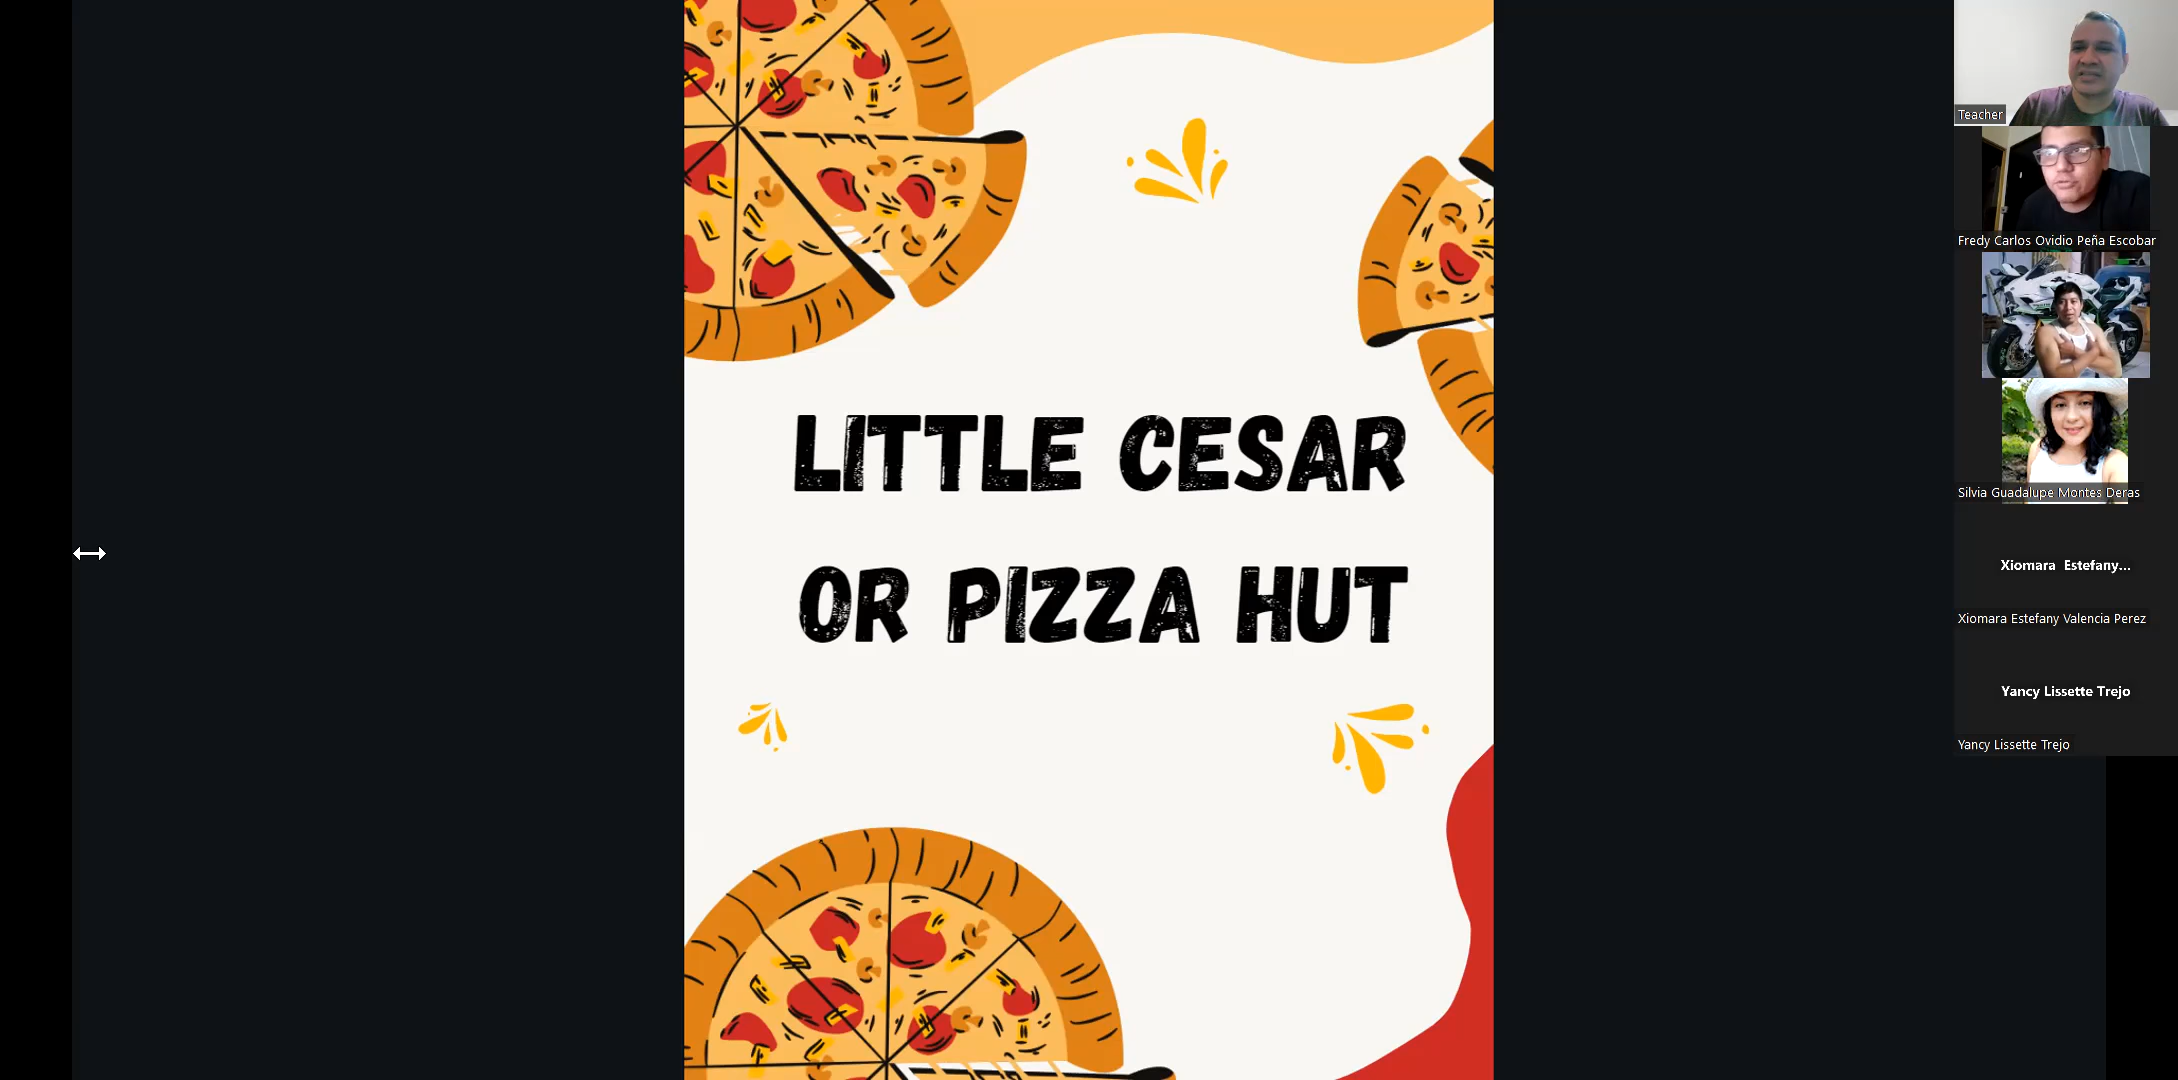 LITTLE CESAR
OR PIZZA HUT
Teacher
Fredy Carlos Ovidio Peña Escobar
Silvia Guadalupe Montes Deras
Xiomara Estefany...
Xiomara Estefany Valencia Perez
Yancy Lissette Trejo
Yancy Lissette Trejo